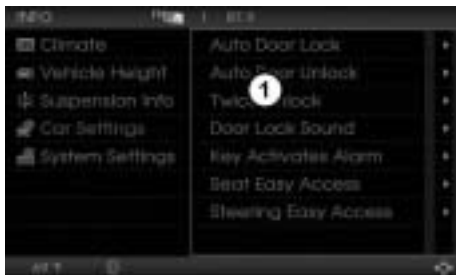 INFO
Climate
Vehicle Height
Suspension Info
Car Settings
System Settings
Auto Door Lock
Auto Door Unlock
1
Door Lock Sound
Key Activates Alarm
Seat Easy Access
Steering Easy Access